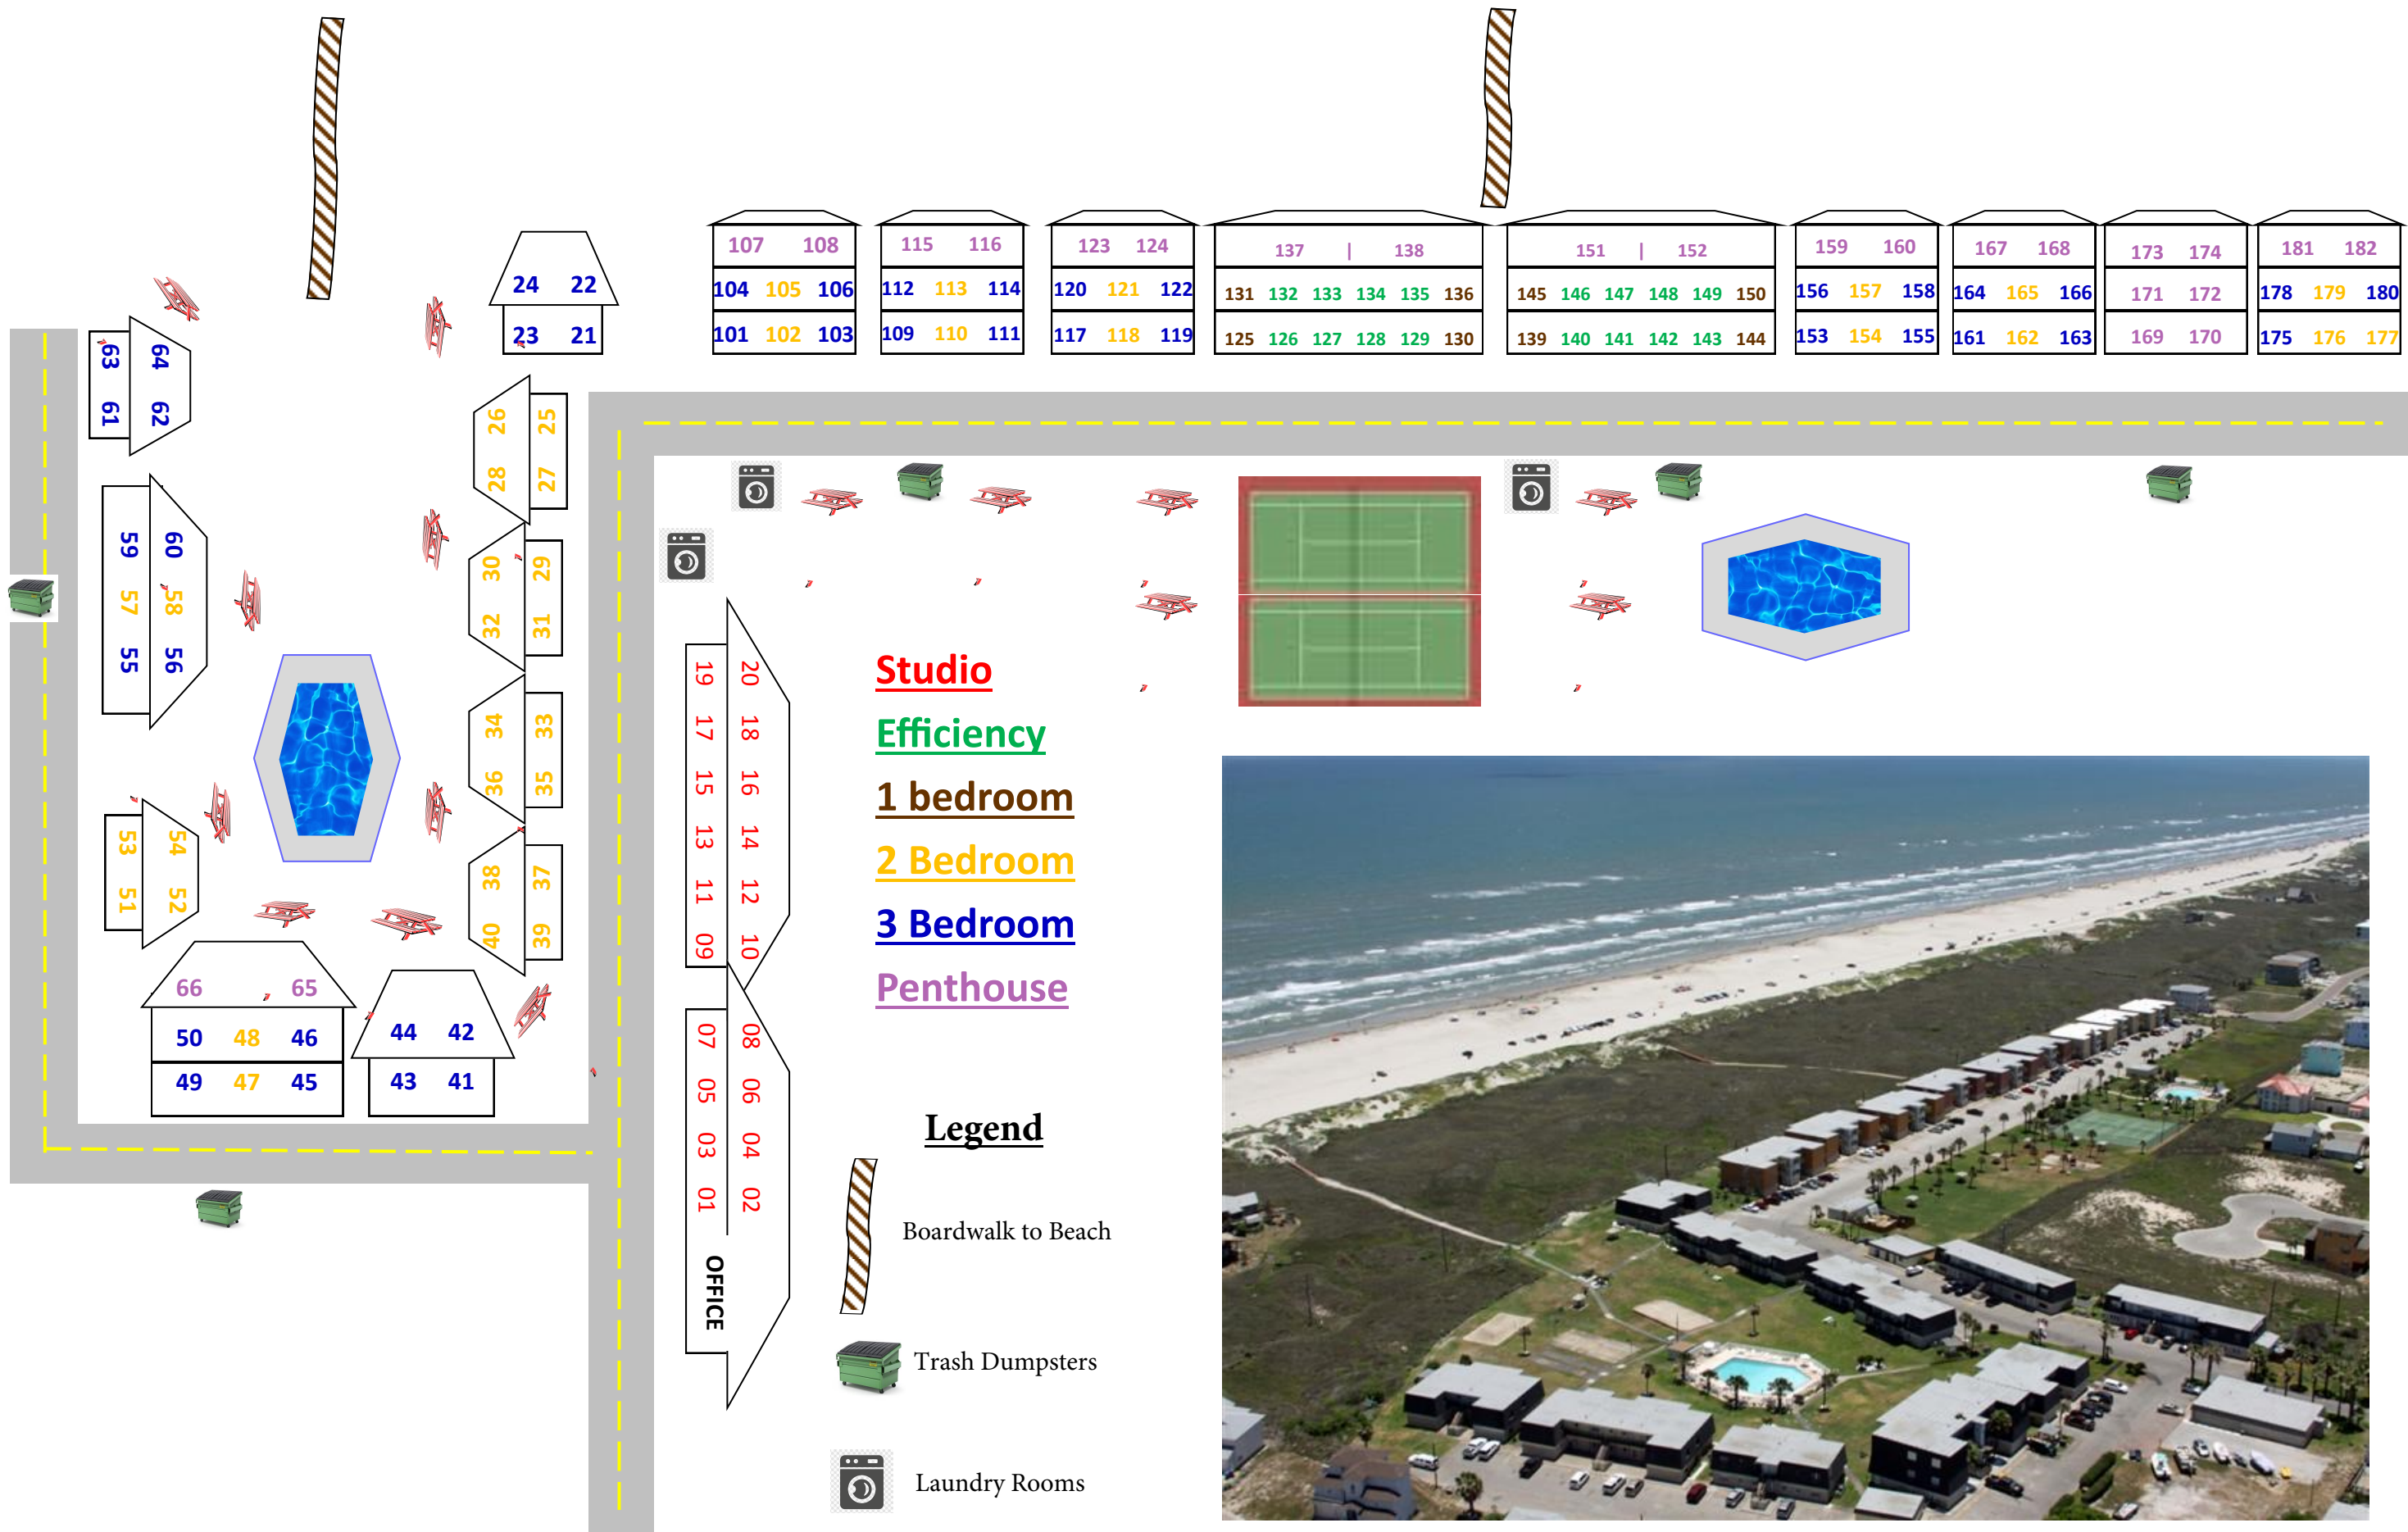 107 108
104 105 106
101 102 103
115 116
112 113 114
109 110 111
123 124
120 121 122
117 118 119
137 | 138
131 132 133 134 135 136
125 126 127 128 129 130
151 | 152
145 146 147 148 149 150
139 140 141 142 143 144
159 160
156 157 158
153 154 155
167 168
164 165 166
161 162 163
173 174
171 172
169 170
181 182
178 179 180
175 176 177
24 22
23 21
63 64
61 62
26 25
28 27
59 60
57 58
55 56
30 29
32 31
34 33
36 35
53 54
51 52
38 37
40 39
66 65
50 48 46
49 47 45
44 42
43 41
19 20
17 18
15 16
13 14
11 12
09 10
07 08
05 06
03 04
01 02
OFFICE
Studio
Efficiency
1 bedroom
2 Bedroom
3 Bedroom
Penthouse
Legend
Boardwalk to Beach
Trash Dumpsters
Laundry Rooms